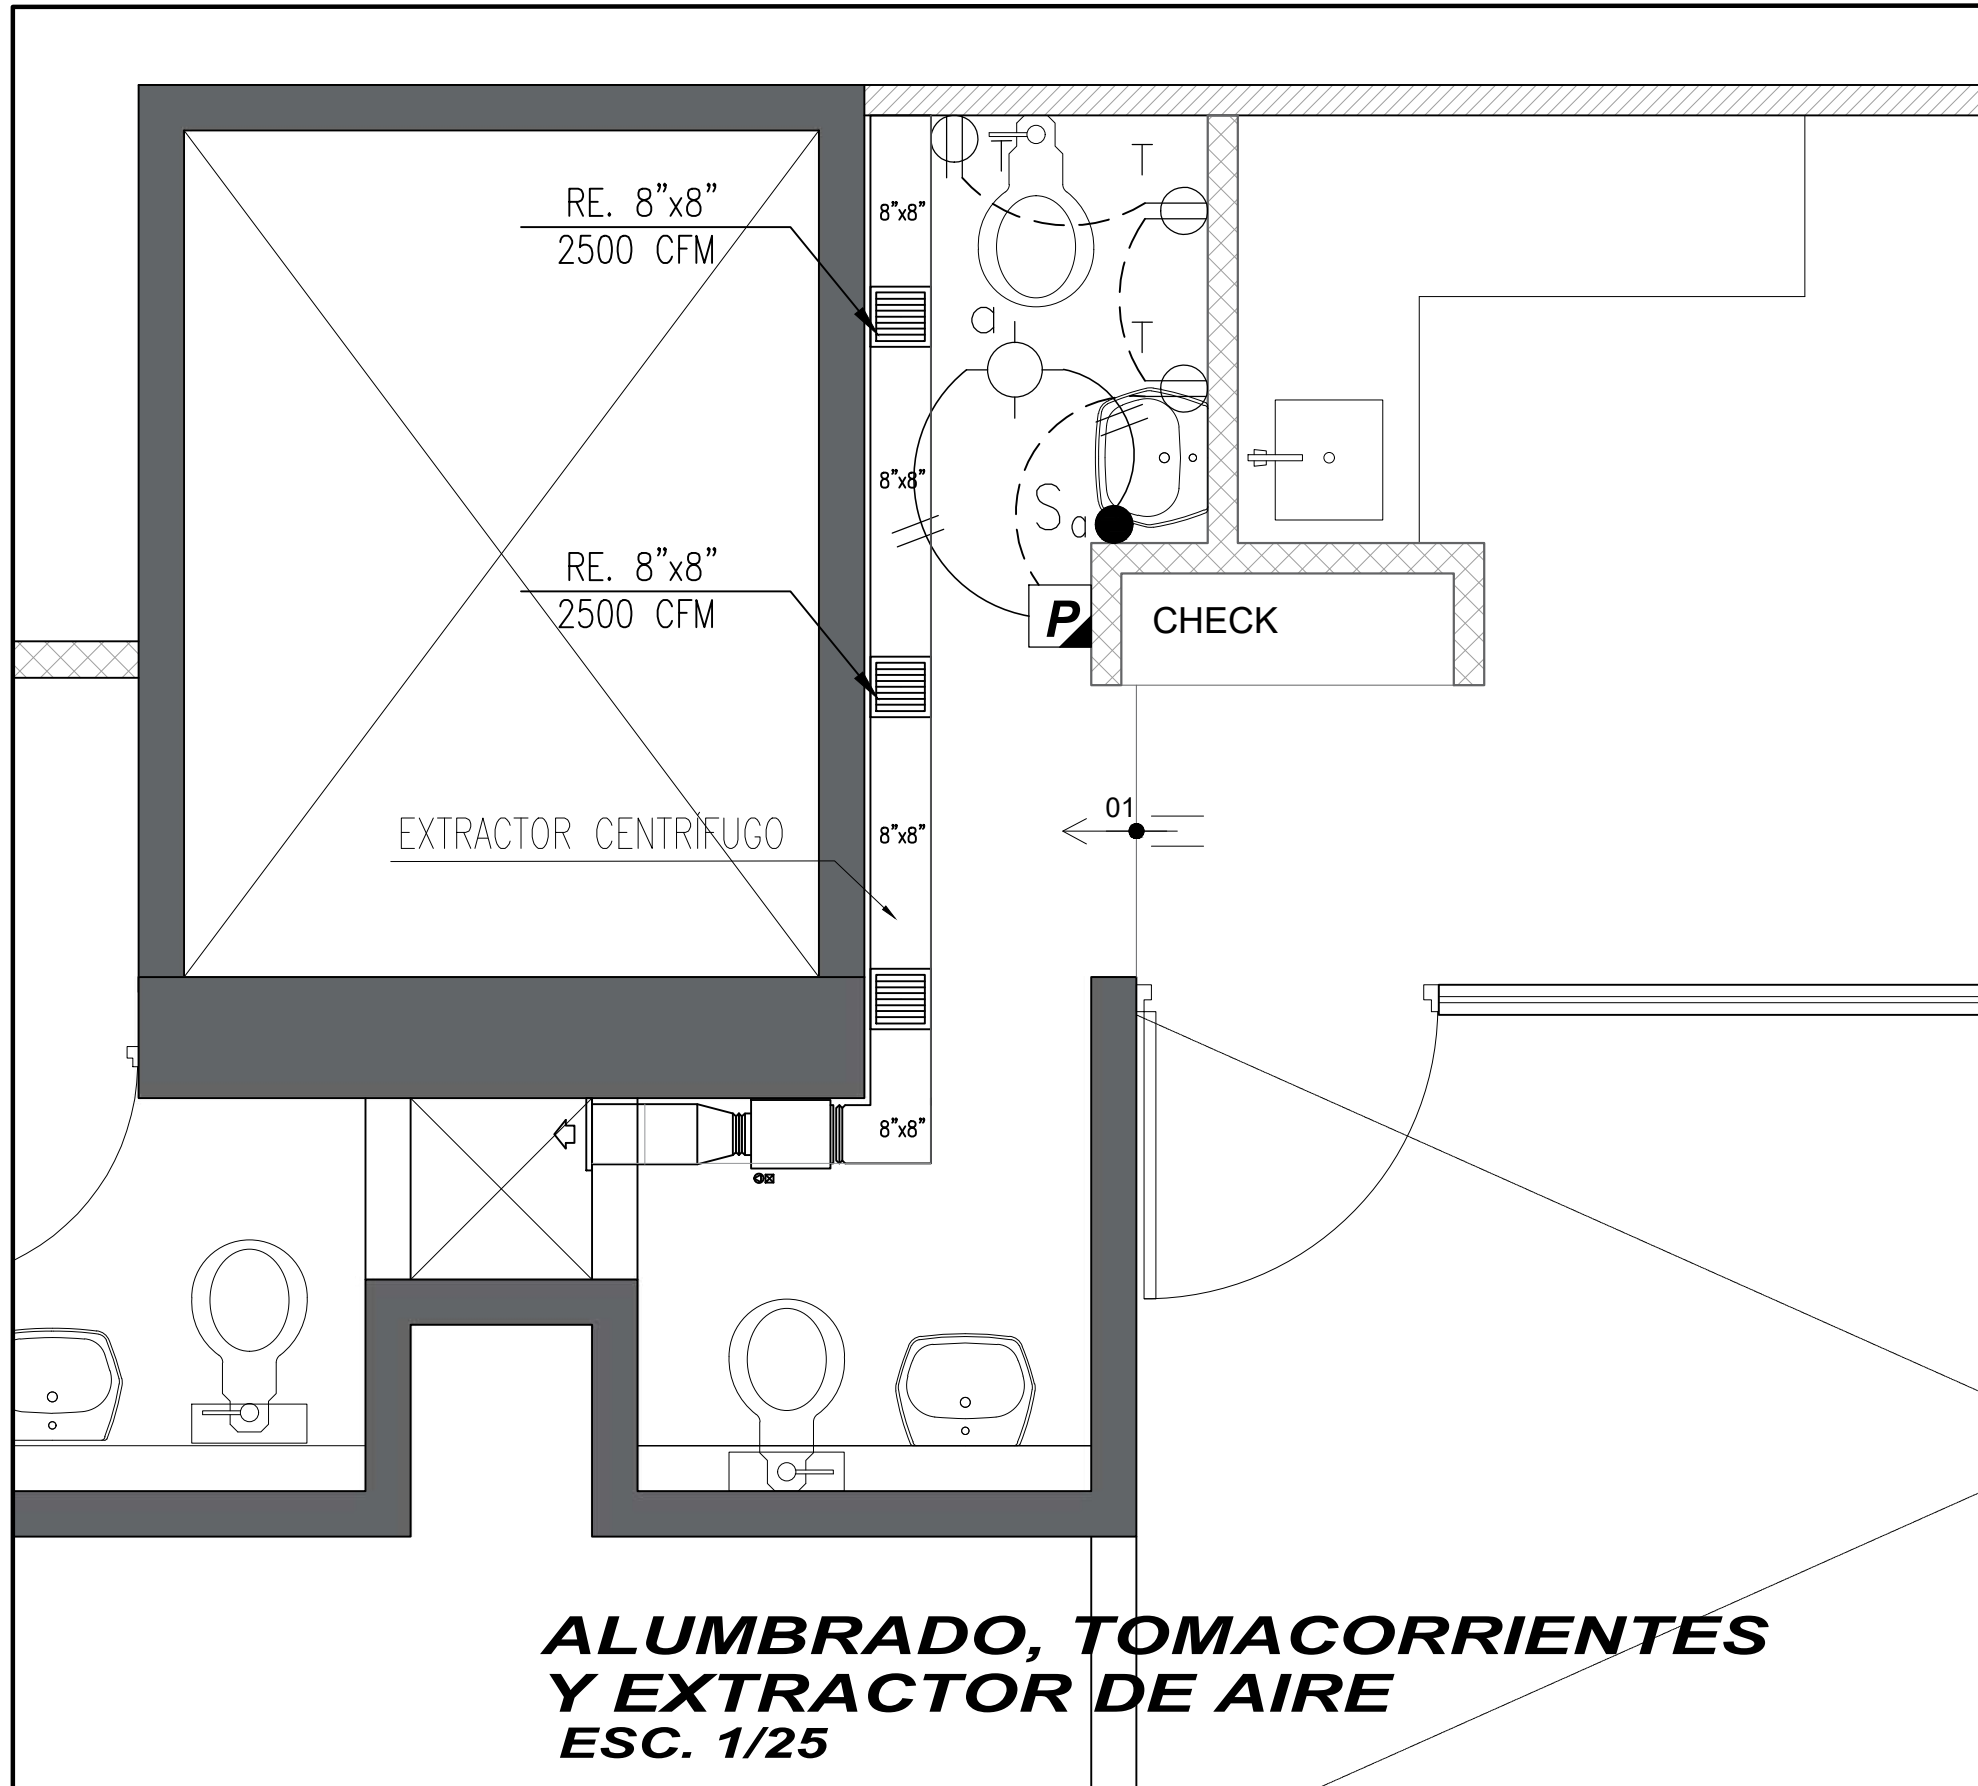 T
T
8”x8”
RE. 8”x8”
2500 CFM
a
T
8”x8”
S
a
RE. 8”x8”
2500 CFM
P
CHECK
01
EXTRACTOR CENTRÍFUGO
8”x8”
8”x8”
ALUMBRADO, TOMACORRIENTES
Y EXTRACTOR DE AIRE
ESC. 1/25